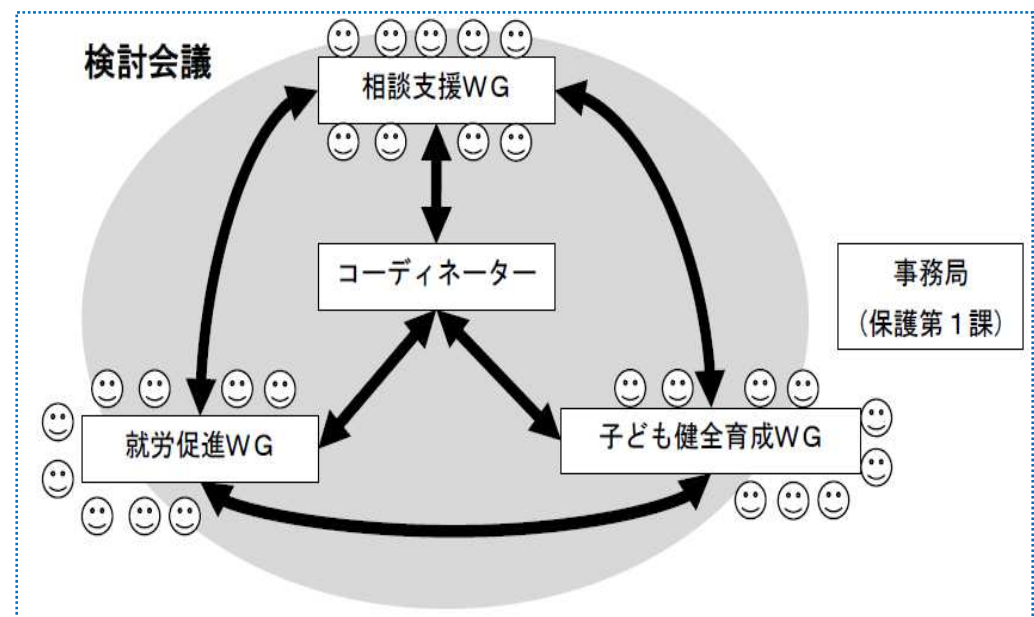 検討会議
相談支援ＷＧ
コーディネーター
事務局
（保護第１課）
就労促進ＷＧ
子ども健全育成ＷＧ